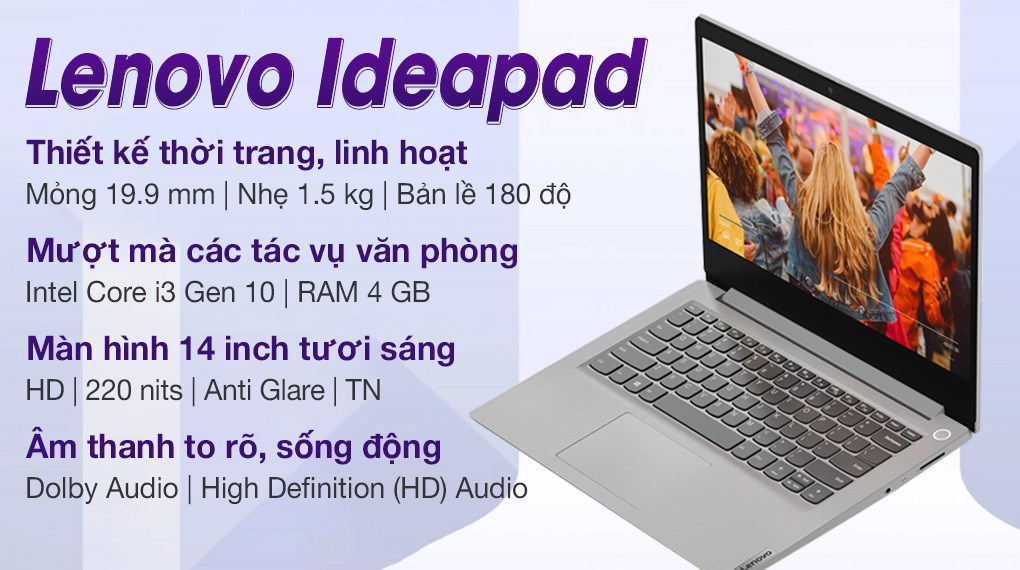 Lenovo Ideapad
Thiết kế thời trang, linh hoạt
Mỏng 19.9 mm | Nhẹ 1.5 kg | Bản lề 180 độ
Mượt mà các tác vụ văn phòng
Intel Core i3 Gen 10 | RAM 4 GB
Màn hình 14 inch tươi sáng
HD | 220 nits | Anti Glare | TN
Âm thanh to rõ, sống động
Dolby Audio | High Definition (HD) Audio
Lenovo